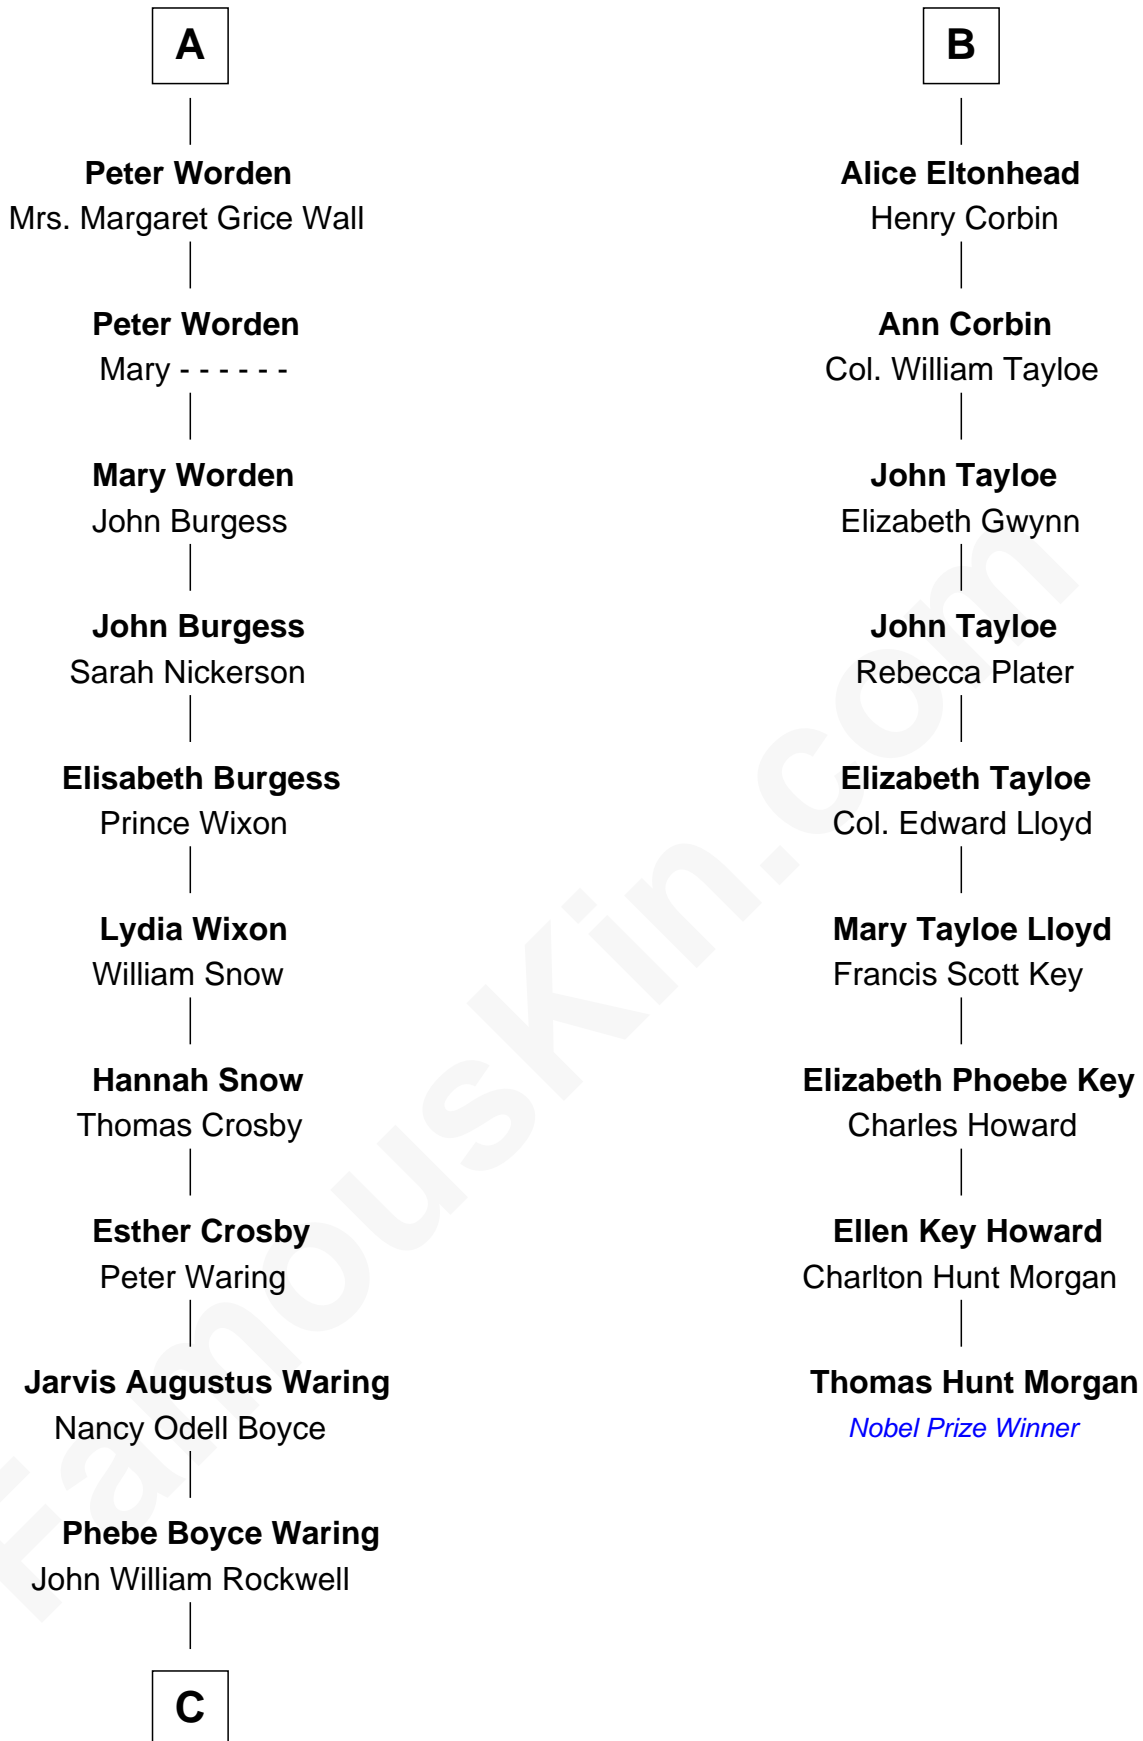 A
Peter Worden
Mrs. Margaret Grice Wall
Peter Worden
Mary - - - - - -
Mary Worden
John Burgess
John Burgess
Sarah Nickerson
Elisabeth Burgess
Prince Wixon
Lydia Wixon
William Snow
Hannah Snow
Thomas Crosby
Esther Crosby
Peter Waring
Jarvis Augustus Waring
Nancy Odell Boyce
Phebe Boyce Waring
John William Rockwell
C
B
Alice Eltonhead
Henry Corbin
Ann Corbin
Col. William Tayloe
John Tayloe
Elizabeth Gwynn
John Tayloe
Rebecca Plater
Elizabeth Tayloe
Col. Edward Lloyd
Mary Tayloe Lloyd
Francis Scott Key
Elizabeth Phoebe Key
Charles Howard
Ellen Key Howard
Charlton Hunt Morgan
Thomas Hunt Morgan
Nobel Prize Winner
FamousKin.com